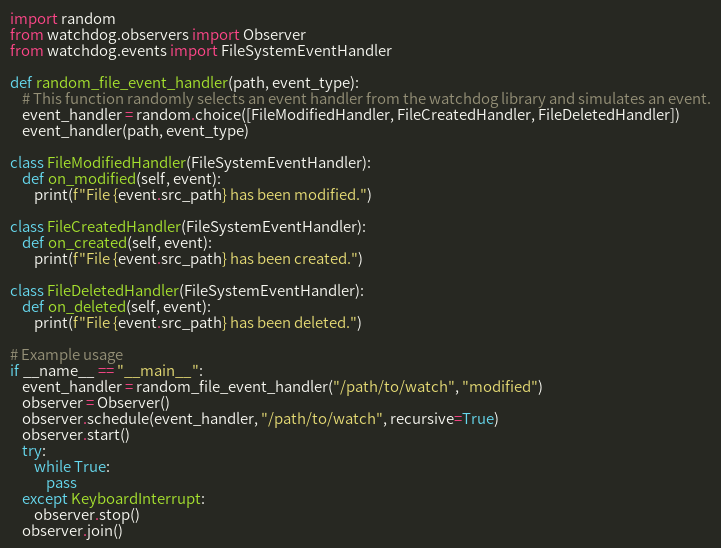 import random
from watchdog.observers import Observer
from watchdog.events import FileSystemEventHandler

def random_file_event_handler(path, event_type):
    # This function randomly selects an event handler from the watchdog library and simulates an event.
    event_handler = random.choice([FileModifiedHandler, FileCreatedHandler, FileDeletedHandler])
    event_handler(path, event_type)

class FileModifiedHandler(FileSystemEventHandler):
    def on_modified(self, event):
        print(f"File {event.src_path} has been modified.")

class FileCreatedHandler(FileSystemEventHandler):
    def on_created(self, event):
        print(f"File {event.src_path} has been created.")

class FileDeletedHandler(FileSystemEventHandler):
    def on_deleted(self, event):
        print(f"File {event.src_path} has been deleted.")

# Example usage
if __name__ == "__main__":
    event_handler = random_file_event_handler("/path/to/watch", "modified")
    observer = Observer()
    observer.schedule(event_handler, "/path/to/watch", recursive=True)
    observer.start()
    try:
        while True:
            pass
    except KeyboardInterrupt:
        observer.stop()
    observer.join()